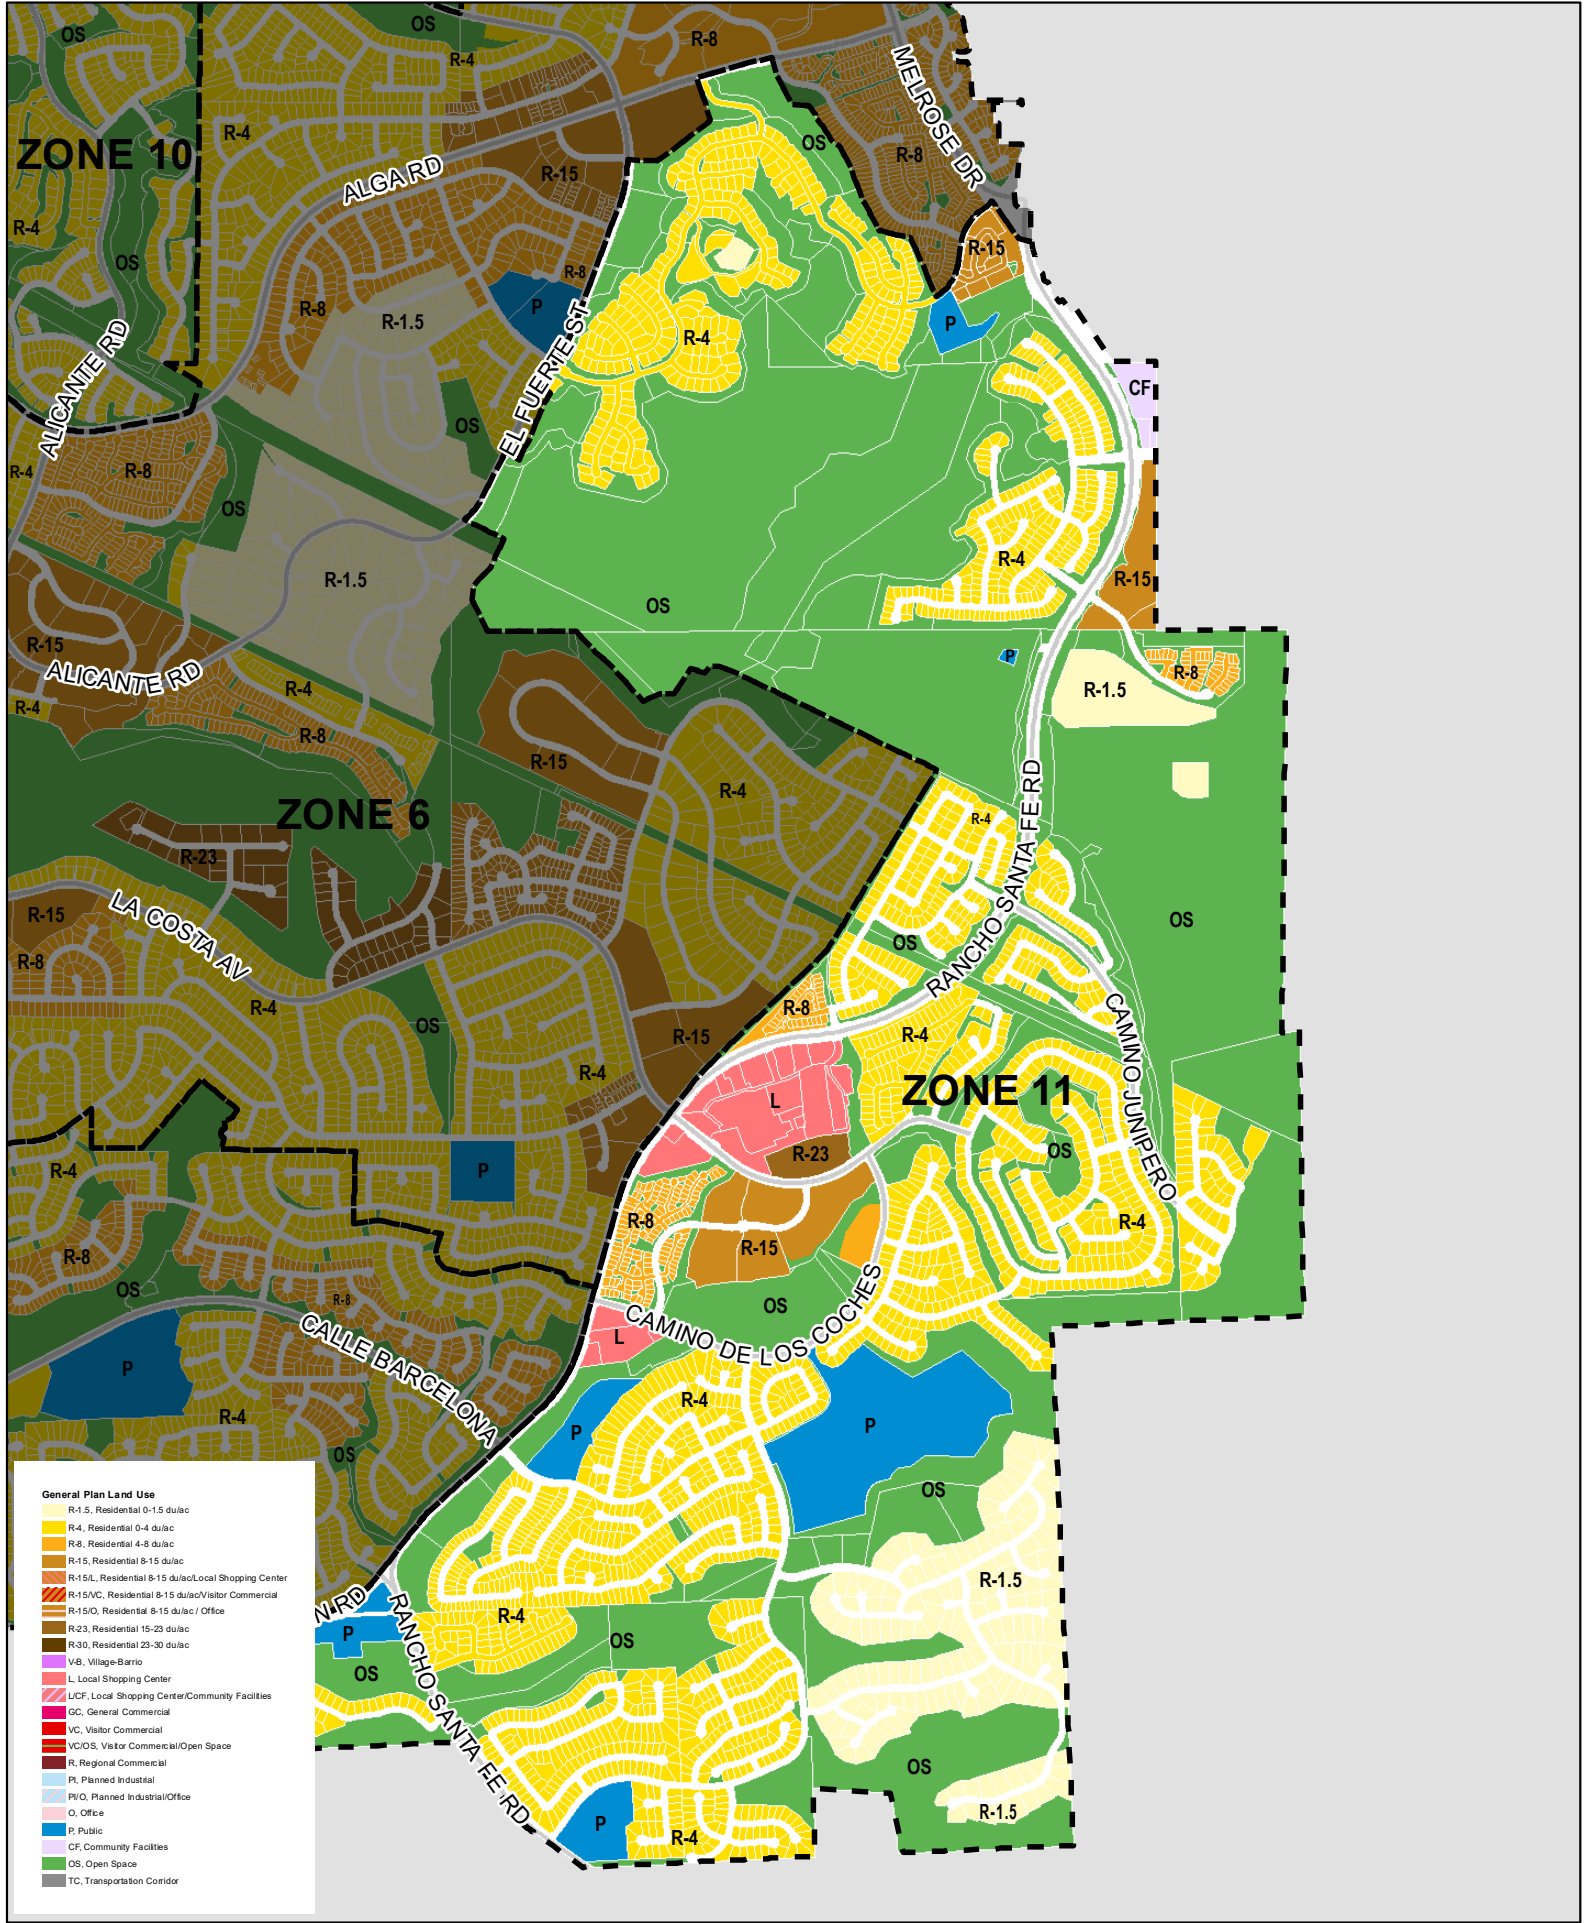 OS
OS
R-8
R-4
MELROSE DR
R-4
OS
ZONE 10
R-8
ALGA RD
R-15
R-4
R-15
OS
R-8
P
R-8
R-1.5
P
R-4
EL FUERTE ST
ALICANTE RD
CF
OS
R-8
R-4
OS
R-4
R-1.5
R-15
OS
R-15
P
ALICANTE RD
R-8
R-4
R-1.5
R-4
R-8
R-15
R-4
ZONE 6
R-4
RANCHO SANTA FE RD
R-23
LA COSTA AV
R-15
OS
OS
R-8
R-4
R-8
OS
R-15
R-4
CAMINO JUNIPERO
R-4
ZONE 11
L
OS
R-23
R-4
P
R-8
R-4
R-15
R-8
OS
OS
R-8
CAMINO DE LOS COCHES
L
CALLE BARCELONA
P
R-4
R-4
P
P
OS
OS
R-1.5
N RD
RANCHO SANTA FE RD
R-4
P
OS
OS
OS
R-1.5
P
R-4
General Plan Land Use
R-1.5, Residential 0-1.5 du/ac
R-4, Residential 0-4 du/ac
R-8, Residential 4-8 du/ac
R-15, Residential 8-15 du/ac
R-15/L, Residential 8-15 du/ac/Local Shopping Center
R-15/VC, Residential 8-15 du/ac/Visitor Commercial
R-15/O, Residential 8-15 du/ac / Office
R-23, Residential 15-23 du/ac
R-30, Residential 23-30 du/ac
V-B, Village-Barrio
L, Local Shopping Center
L/CF, Local Shopping Center/Community Facilities
GC, General Commercial
VC, Visitor Commercial
VC/OS, Visitor Commercial/Open Space
R, Regional Commercial
PI, Planned Industrial
PI/O, Planned Industrial/Office
O, Office
P, Public
CF, Community Facilities
OS, Open Space
TC, Transportation Corridor